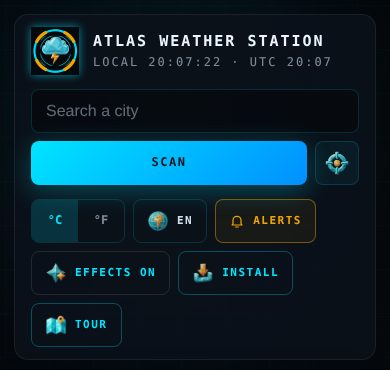 ATLAS WEATHER STATION
LOCAL 20:07:22 · UTC 20:07
Search a city
SCAN
°C °F EN ALERTS
EFFECTS ON INSTALL
TOUR